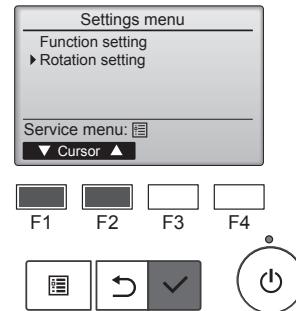 Settings menu
Function setting
Rotation setting
Service menu:
Cursor
F1 F2 F3 F4